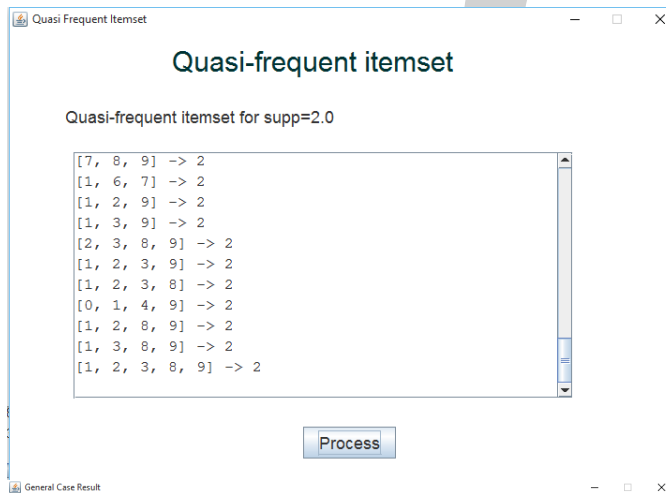 Quasi Frequent Itemset
Quasi-frequent itemset
Quasi-frequent itemset for supp=2.0
[7, 8, 9] -> 2
[1, 6, 7] -> 2
[1, 2, 9] -> 2
[1, 3, 9] -> 2
[2, 3, 8, 9] -> 2
[1, 2, 3, 9] -> 2
[1, 2, 3, 8] -> 2
[0, 1, 4, 9] -> 2
[1, 2, 8, 9] -> 2
[1, 3, 8, 9] -> 2
[1, 2, 3, 8, 9] -> 2
Process
General Case Result